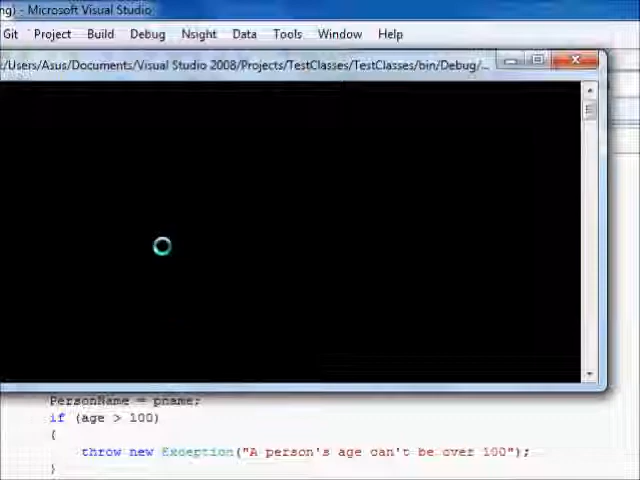 ng) - Microsoft Visual Studio
Git Project Build Debug Nsight Data Tools Window Help
:/Users/Asus/Documents/Visual Studio 2008/Projects/TestClasses/TestClasses/bin/Debug/...
PersonName = pname;
if (age > 100)
{
throw new Exception("A person's age can't be over 100");
}